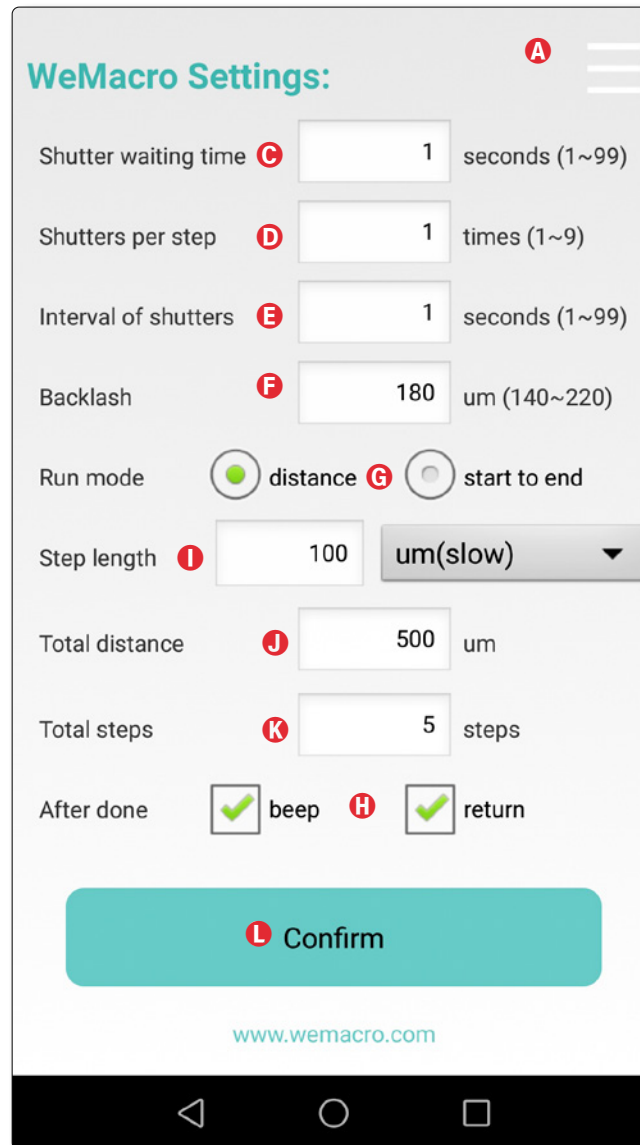 A
WeMacro Settings:
Shutter waiting time C 1 seconds (1~99)
Shutters per step D 1 times (1~9)
Interval of shutters E 1 seconds (1~99)
Backlash F 180 um (140~220)
Run mode distance G start to end
Step length I 100 um(slow)
Total distance J 500 um
Total steps K 5 steps
After done beep H return
L Confirm
www.wemacro.com